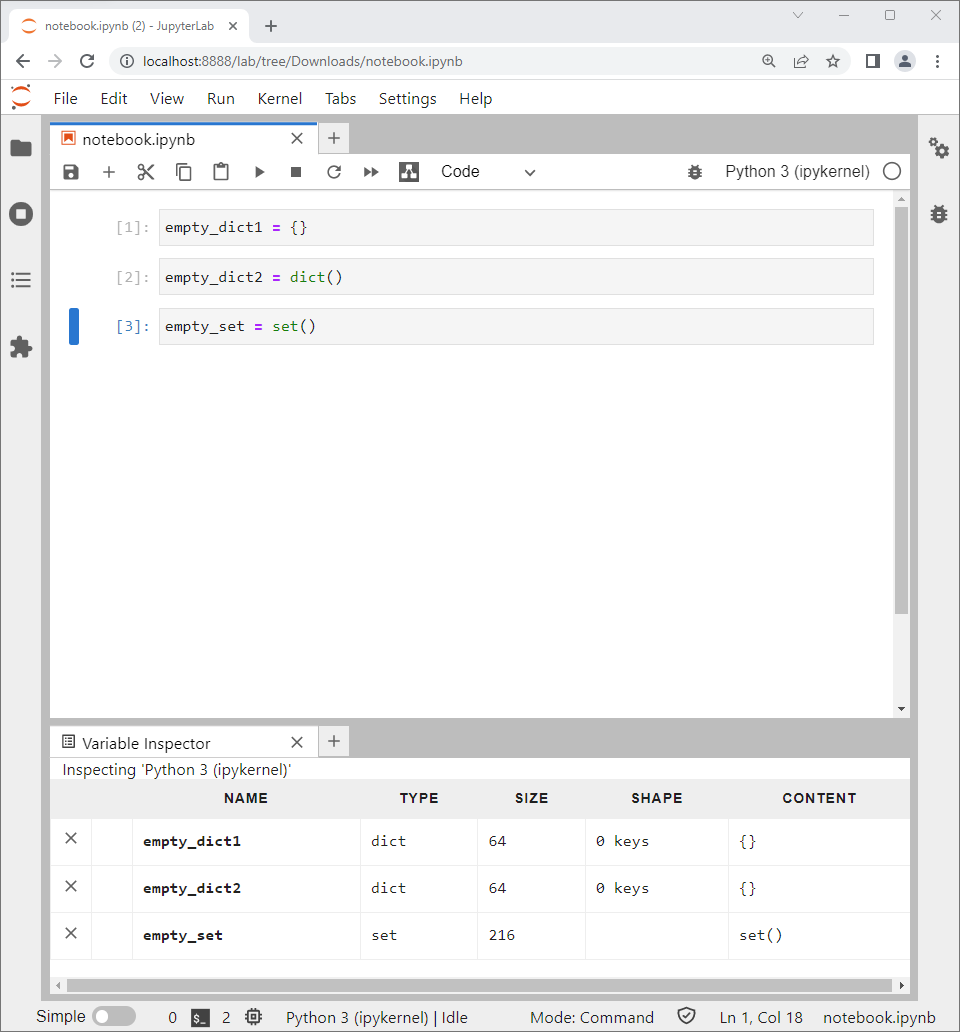 notebook.ipynb (2) - JupyterLab
localhost:8888/lab/tree/Downloads/notebook.ipynb
File Edit View Run Kernel Tabs Settings Help
notebook.ipynb
Code Python 3 (ipykernel)
[1]: empty_dict1 = {}
[2]: empty_dict2 = dict()
[3]: empty_set = set()
Variable Inspector
Inspecting 'Python 3 (ipykernel)'
NAME TYPE SIZE SHAPE CONTENT
empty_dict1 dict 64 0 keys {}
empty_dict2 dict 64 0 keys {}
empty_set set 216 set()
Simple 0 $_ 2 Python 3 (ipykernel) | Idle Mode: Command Ln 1, Col 18 notebook.ipynb